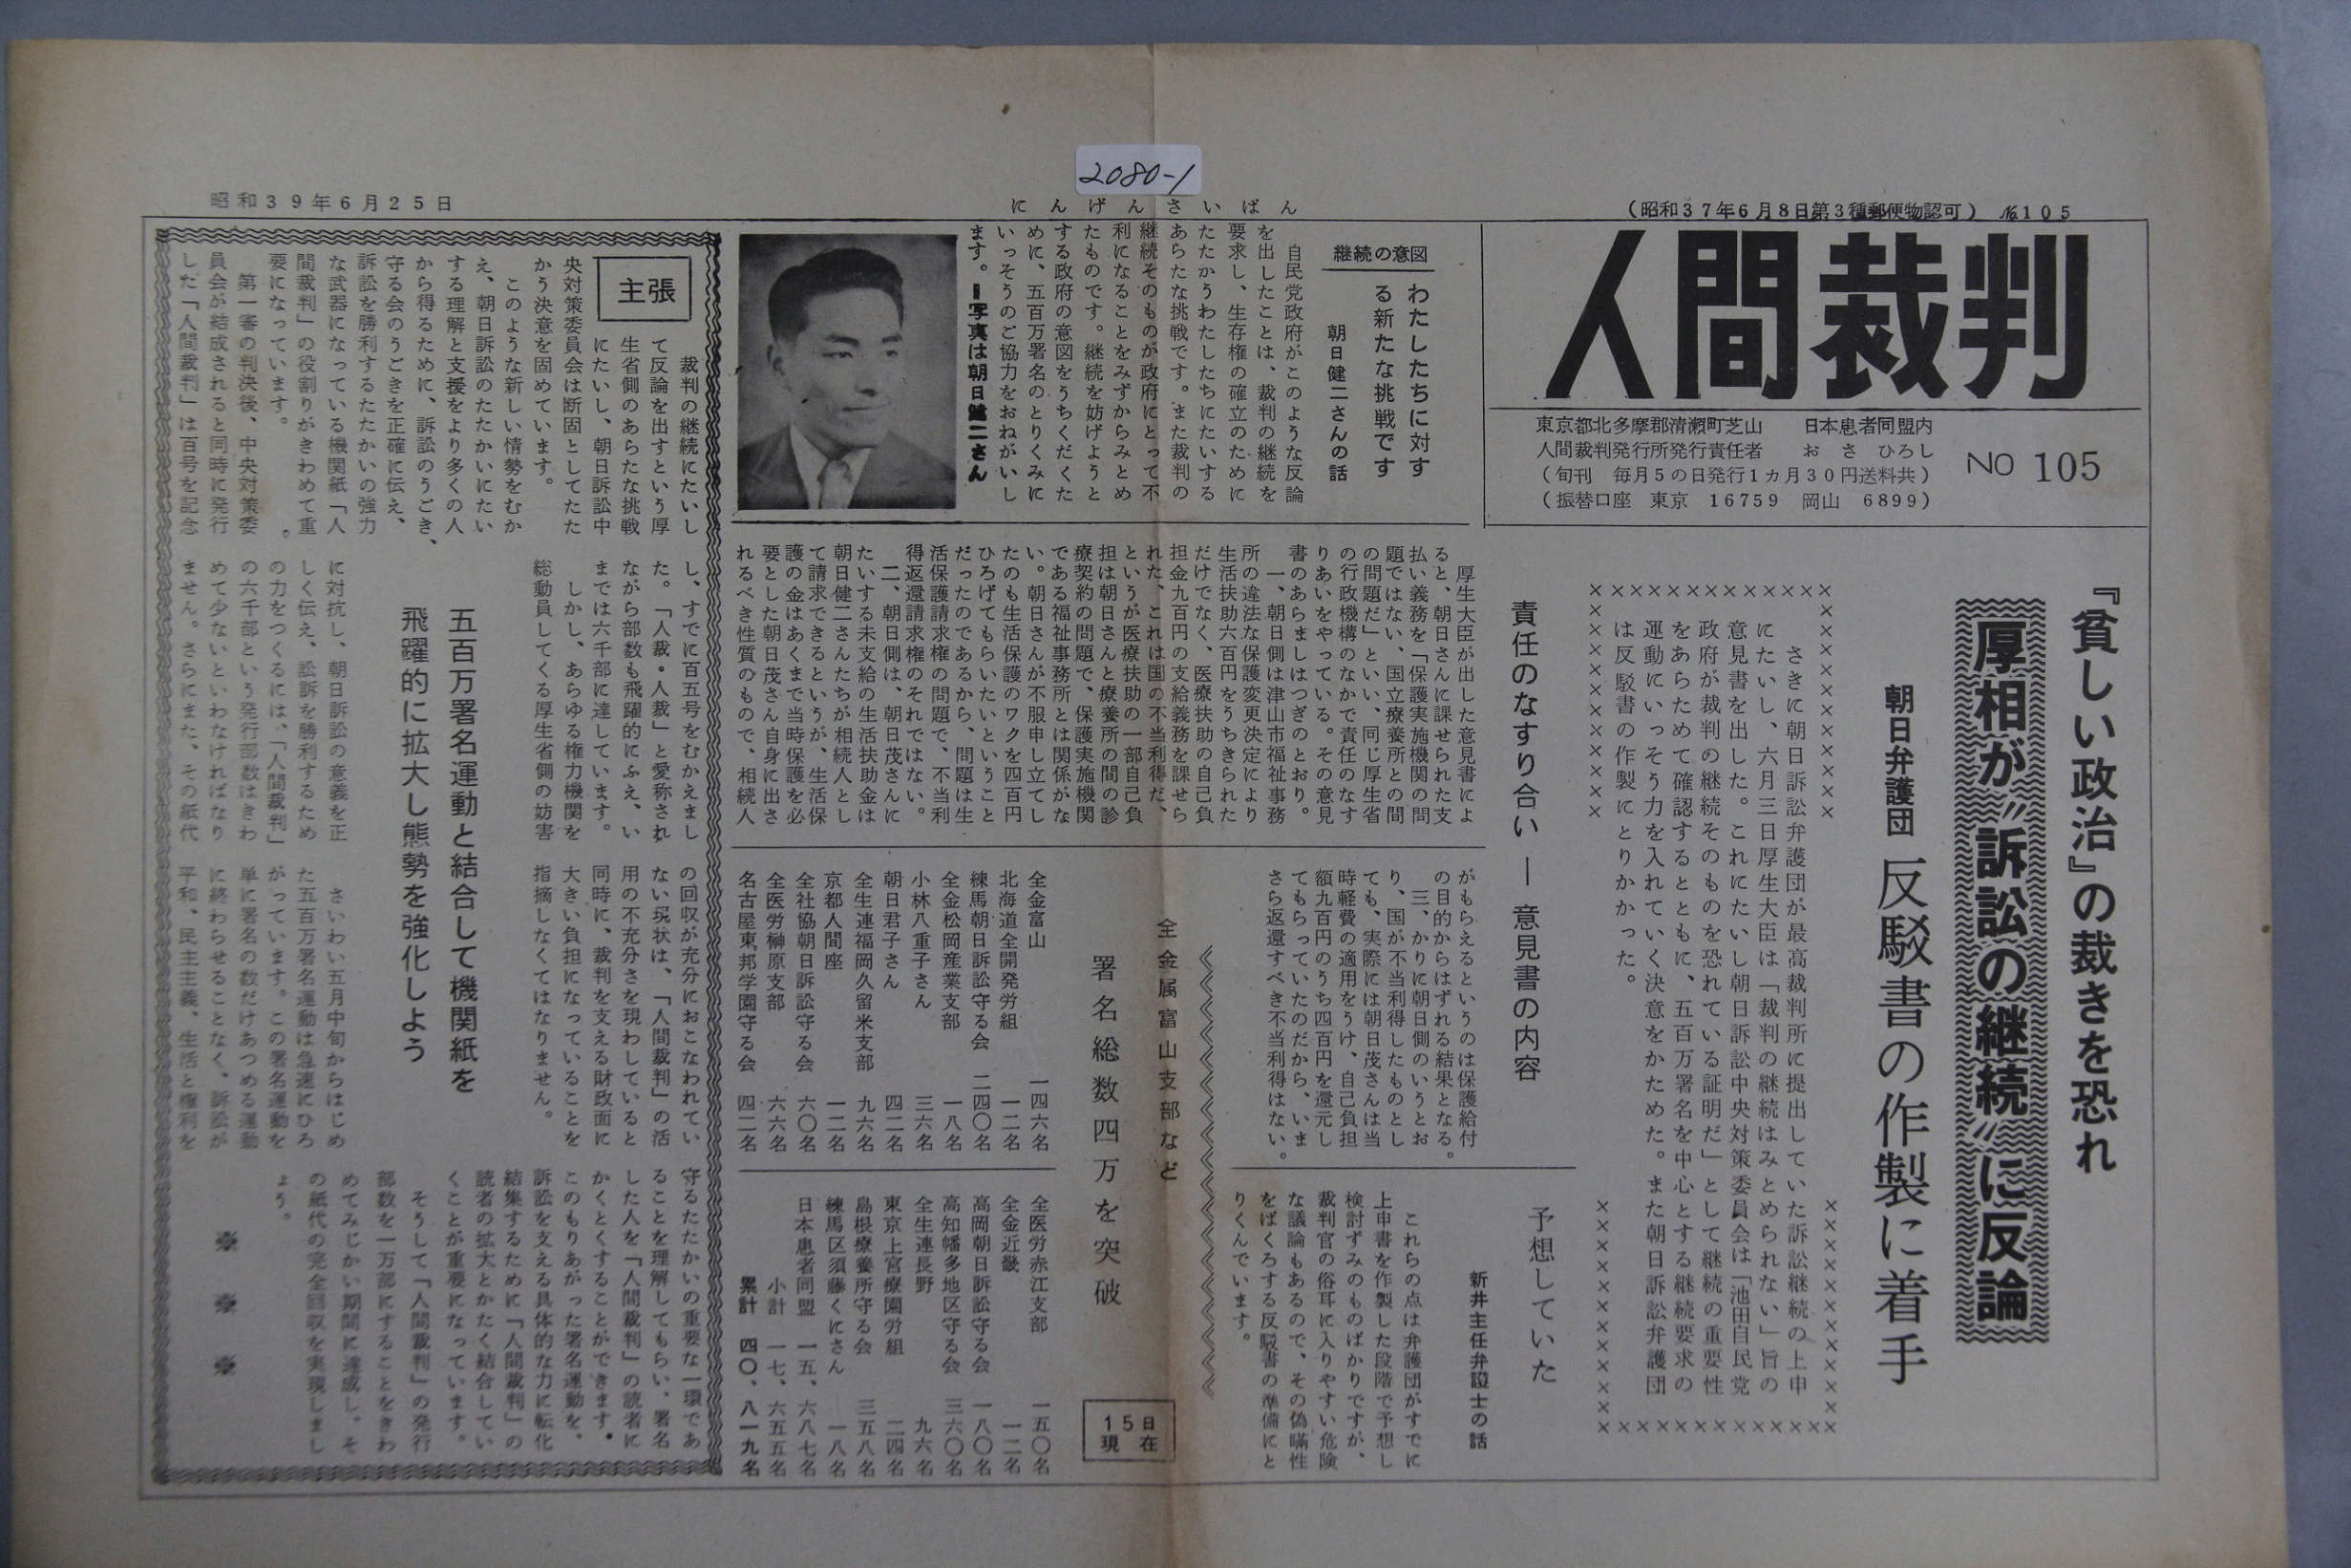 2080-1
(昭和37年6月8日第3種郵便物認可) №105
にんげんさいばん
昭和39年6月25日
人間裁判
東京都北多摩郡清瀬町芝山 日本患者同盟内
人間裁判発行所発行責任者 おさ ひろし
(旬刊 毎月5の日発行1ヵ月30円送料共)
(振替口座 東京 16759 岡山 6899)
NO 105
『貧しい政治』の裁きを恐れ
厚相が〝訴訟の継続〟に反論
朝日弁護団 反駁書の作製に着手
さきに朝日訴訟弁護団が最高裁判所に提出していた訴訟継続の上申
にたいし、六月三日厚生大臣は「裁判の継続はみとめられない」旨の
意見書を出した。これにたいし朝日訴訟中央対策委員会は「池田自民党
政府が裁判の継続そのものを恐れている証明だ」として継続の重要性
をあらためて確認するとともに、五百万署名を中心とする継続要求の
運動にいっそう力を入れていく決意をかためた。また朝日訴訟弁護団
は反駁書の作製にとりかかった。
継続の意図
わたしたちに対す
る新たな挑戦です
朝日健二さんの話
自民党政府がこのような反論
を出したことは、裁判の継続を
要求し、生存権の確立のために
たたかうわたしたちにたいする
あらたな挑戦です。また裁判の
継続そのものが政府にとって不
利になることをみずからみとめ
たものです。継続を妨げようと
する政府の意図をうちくだくた
めに、五百万署名のとりくみに
いっそうのご協力をおねがいし
ます。‖写真は朝日健二さん
責任のなすり合い ― 意見書の内容
厚生大臣が出した意見書によ
ると、朝日さんに課せられた支
払い義務を「保護実施機関の問
題ではない、国立療養所との間
の問題だ」といい、同じ厚生省
の行政機構のなかで責任のなす
りあいをやっている。その意見
書のあらましはつぎのとおり。
一、朝日側は津山市福祉事務
所の違法な保護変更決定により
生活扶助六百円をうちきられた
だけでなく、医療扶助の自己負
担金九百円の支給義務を課せら
れた、これは国の不当利得だ、
というが医療扶助の一部自己負
担は朝日さんと療養所の間の診
療契約の問題で、保護実施機関
である福祉事務所とは関係がな
い。朝日さんが不服申し立てし
たのも生活保護のワクを四百円
ひろげてもらいたいということ
だったのであるから、問題は生
活保護請求権の問題で、不当利
得返還請求権のそれではない。
二、朝日側は、朝日茂さんに
たいする未支給の生活扶助金は
朝日健二さんたちが相続人とし
て請求できるというが、生活保
護の金はあくまで当時保護を必
要とした朝日茂さん自身に出さ
れるべき性質のもので、相続人
がもらえるというのは保護給付
の目的からはずれる結果となる。
三、かりに朝日側のいうとお
り、国が不当利得したものとし
ても、実際には朝日茂さんは当
時軽費の適用をうけ、自己負担
額九百円のうち四百円を還元し
てもらっていたのだから、いま
さら返還すべき不当利得はない。
予想していた
新井主任弁護士の話
これらの点は弁護団がすでに
上申書を作製した段階で予想し
検討ずみのものばかりですが、
裁判官の俗耳に入りやすい危険
な議論もあるので、その偽瞞性
をばくろする反駁書の準備にと
りくんでいます。
全金属富山支部など
署名総数四万を突破
15日
現在
全金富山 一四六名
北海道全開発労組 一二名
練馬朝日訴訟守る会 二四〇名
全金松岡産業支部 一八名
小林八重子さん 三六名
朝日君子さん 四二名
全生連福岡久留米支部 九六名
京都人間座 一二名
全社協朝日訴訟守る会 六〇名
全医労榊原支部 六六名
名古屋東邦学園守る会 四二名
全医労赤江支部 一五〇名
全金近畿 一二名
高岡朝日訴訟守る会 一八〇名
高知幡多地区守る会 三六〇名
全生連長野 九六名
東京上宮療園労組 二四名
島根療養所守る会 三五八名
練馬区須藤くにさん 一八名
日本患者同盟 一五、六八七名
小計 一七、六五五名
累計 四〇、八一九名
主張
裁判の継続にたいし
て反論を出すという厚
生省側のあらたな挑戦
にたいし、朝日訴訟中
央対策委員会は断固としてたた
かう決意を固めています。
このような新しい情勢をむか
え、朝日訴訟のたたかいにたい
する理解と支援をより多くの人
から得るために、訴訟のうごき、
守る会のうごきを正確に伝え、
訴訟を勝利するたたかいの強力
な武器になっている機関紙「人
間裁判」の役割りがきわめて重
要になっています。
第一審の判決後、中央対策委
員会が結成されると同時に発行
した「人間裁判」は百号を記念
し、すでに百五号をむかえまし
た。「人裁・人裁」と愛称され
ながら部数も飛躍的にふえ、い
までは六千部に達しています。
しかし、あらゆる権力機関を
総動員してくる厚生省側の妨害
五百万署名運動と結合して機関紙を
飛躍的に拡大し熊勢を強化しよう
に対抗し、朝日訴訟の意義を正
しく伝え、訟訴を勝利するため
の力をつくるには、「人間裁判」
の六千部という発行部数はきわ
めて少ないといわなければなり
ません。さらにまた、その紙代
の回収が充分におこなわれてい
ない現状は、「人間裁判」の活
用の不充分さを現わしていると
同時に、裁判を支える財政面に
大きい負担になっていることを
指摘しなくてはなりません。
さいわい五月中旬からはじめ
た五百万署名運動は急速にひろ
がっています。この署名運動を
単に署名の数だけあつめる運動
に終わらせることなく、訴訟が
平和、民主主義、生活と権利を
守るたたかいの重要な一環であ
ることを理解してもらい、署名
した人を「人間裁判」の読者に
かくとくすることができます。
このもりあがった署名運動を、
訴訟を支える具体的な力に転化
結集するために「人間裁判」の
読者の拡大とかたく結合してい
くことが重要になっています。
そうして「人間裁判」の発行
部数を一万部にすることをきわ
めてみじかい期間に達成し、そ
の紙代の完全回収を実現しまし
ょう。